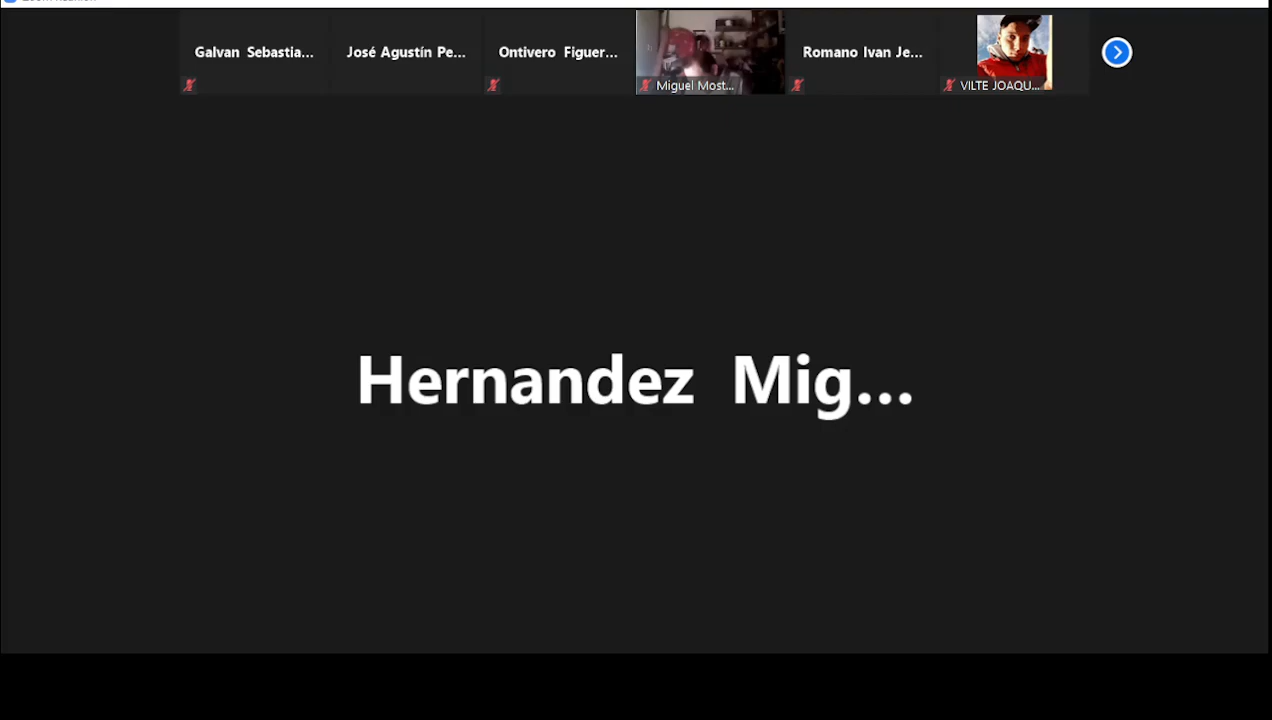 Galvan Sebastia...
José Agustín Pe...
Ontivero Figuer...
Miguel Most...
Romano Ivan Je...
VILTE JOAQU...
Hernandez Mig...